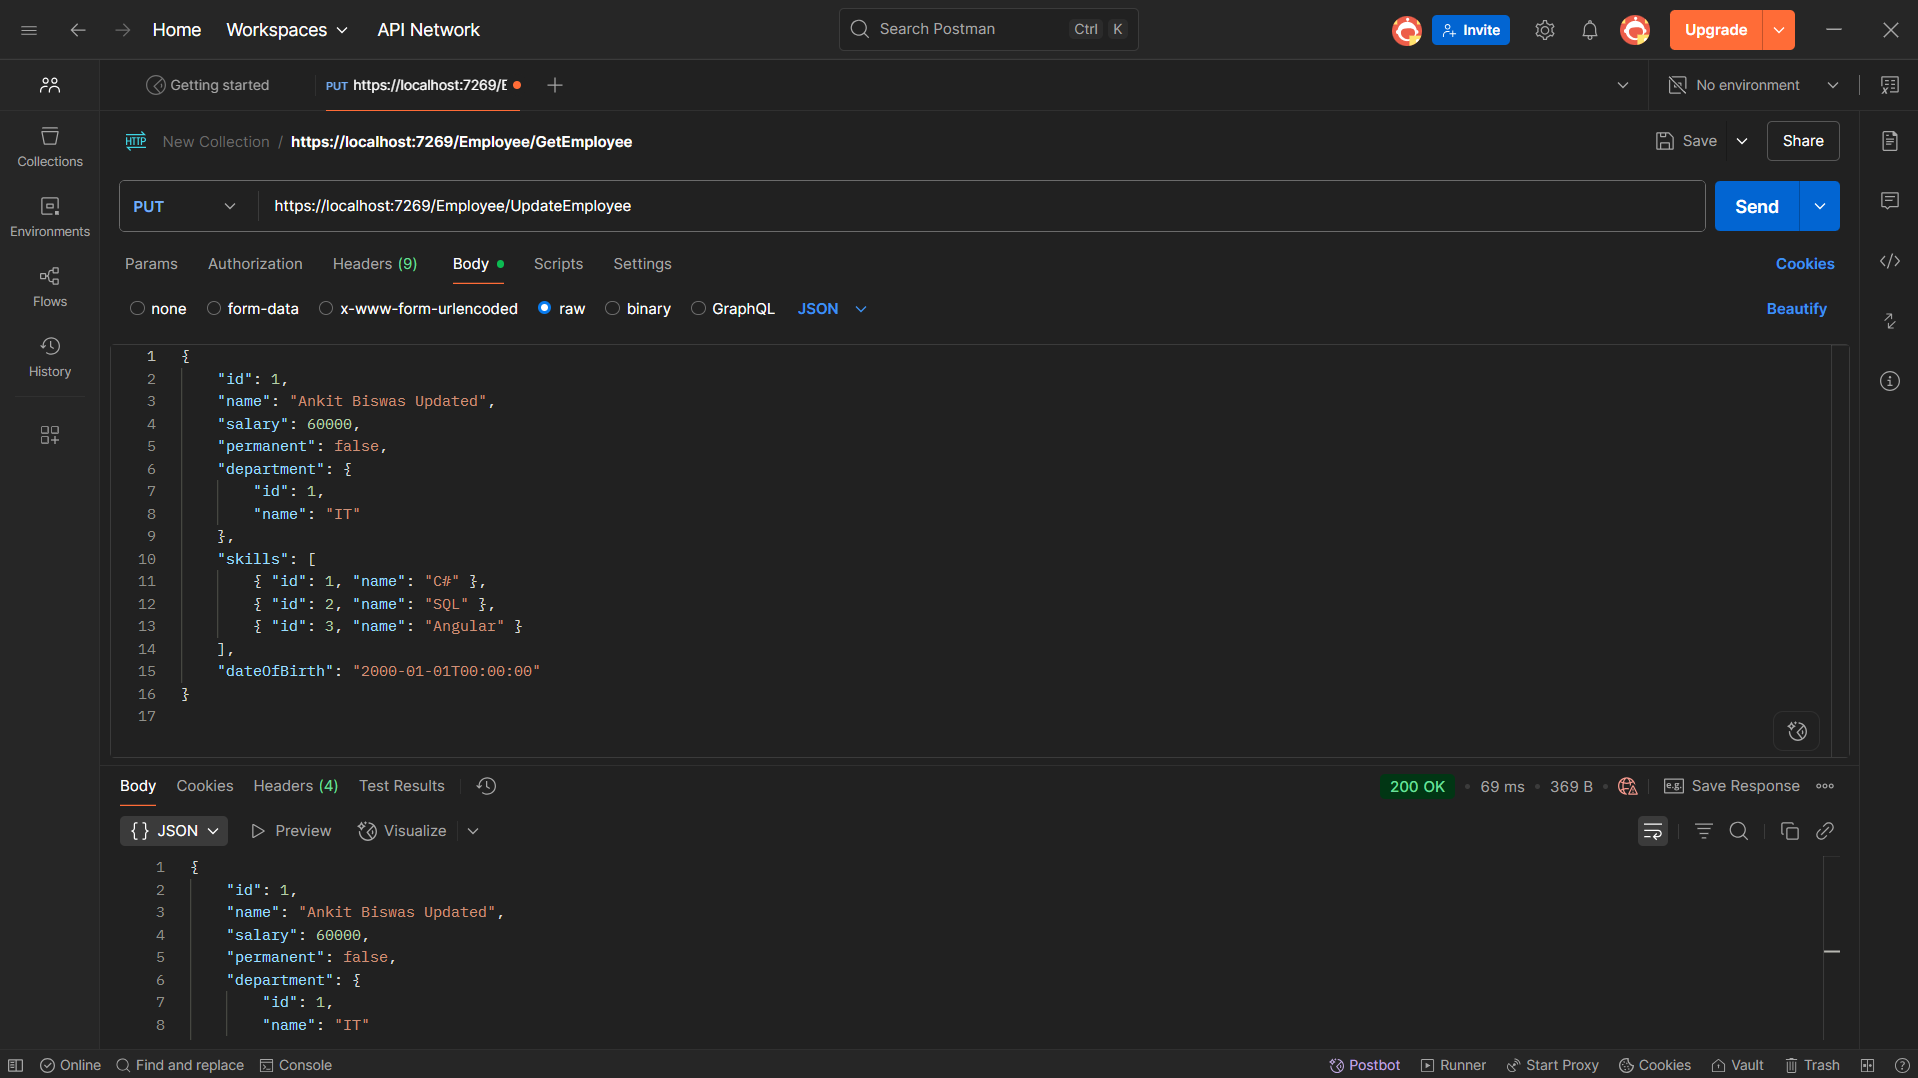 Home Workspaces API Network Search Postman Ctrl K Invite Upgrade
Getting started PUT https://localhost:7269/E No environment
New Collection / https://localhost:7269/Employee/GetEmployee Save Share
PUT https://localhost:7269/Employee/UpdateEmployee Send
Params Authorization Headers (9) Body Scripts Settings Cookies
none form-data x-www-form-urlencoded raw binary GraphQL JSON Beautify
Collections
Environments
Flows
History
1 {
2 "id": 1,
3 "name": "Ankit Biswas Updated",
4 "salary": 60000,
5 "permanent": false,
6 "department": {
7 "id": 1,
8 "name": "IT"
9 },
10 "skills": [
11 { "id": 1, "name": "C#" },
12 { "id": 2, "name": "SQL" },
13 { "id": 3, "name": "Angular" }
14 ],
15 "dateOfBirth": "2000-01-01T00:00:00"
16 }
17
Body Cookies Headers (4) Test Results 200 OK 69 ms 369 B e.g. Save Response
{} JSON Preview Visualize
1 {
2 "id": 1,
3 "name": "Ankit Biswas Updated",
4 "salary": 60000,
5 "permanent": false,
6 "department": {
7 "id": 1,
8 "name": "IT"
Online Find and replace Console Postbot Runner Start Proxy Cookies Vault Trash